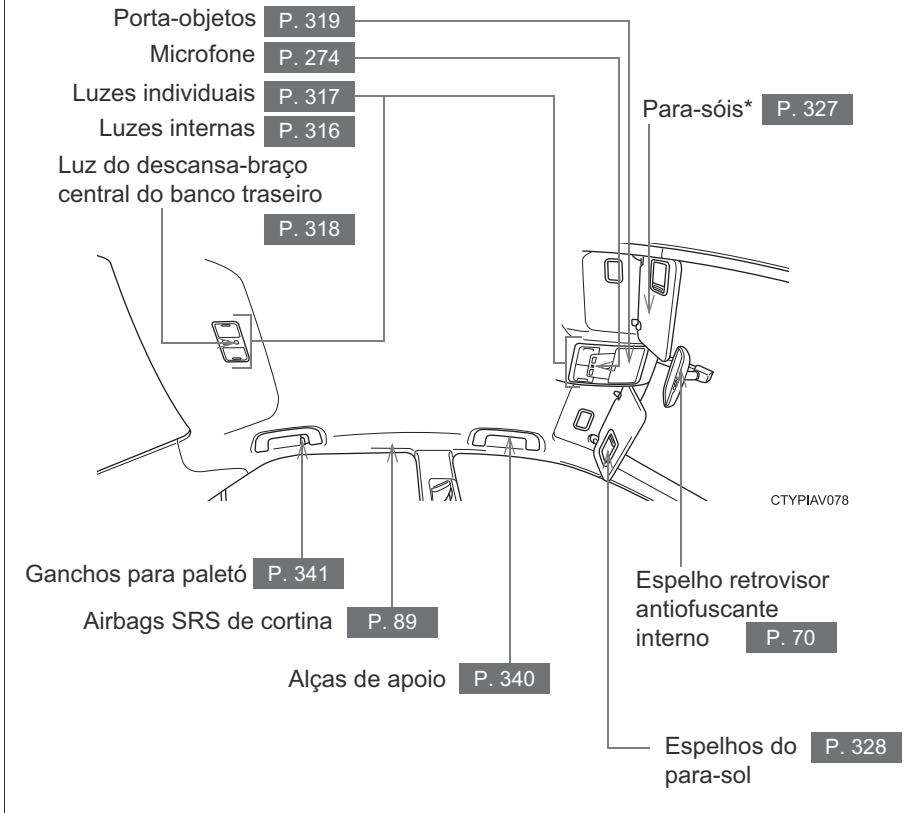 Porta-objetos P. 319
Microfone P. 274
Luzes individuais P. 317
Luzes internas P. 316
Luz do descansa-braço
central do banco traseiro
P. 318
Para-sóis* P. 327
CTYPIAV078
Ganchos para paletó P. 341
Airbags SRS de cortina P. 89
Alças de apoio P. 340
Espelho retrovisor
antiofuscante
interno P. 70
Espelhos do P. 328
para-sol